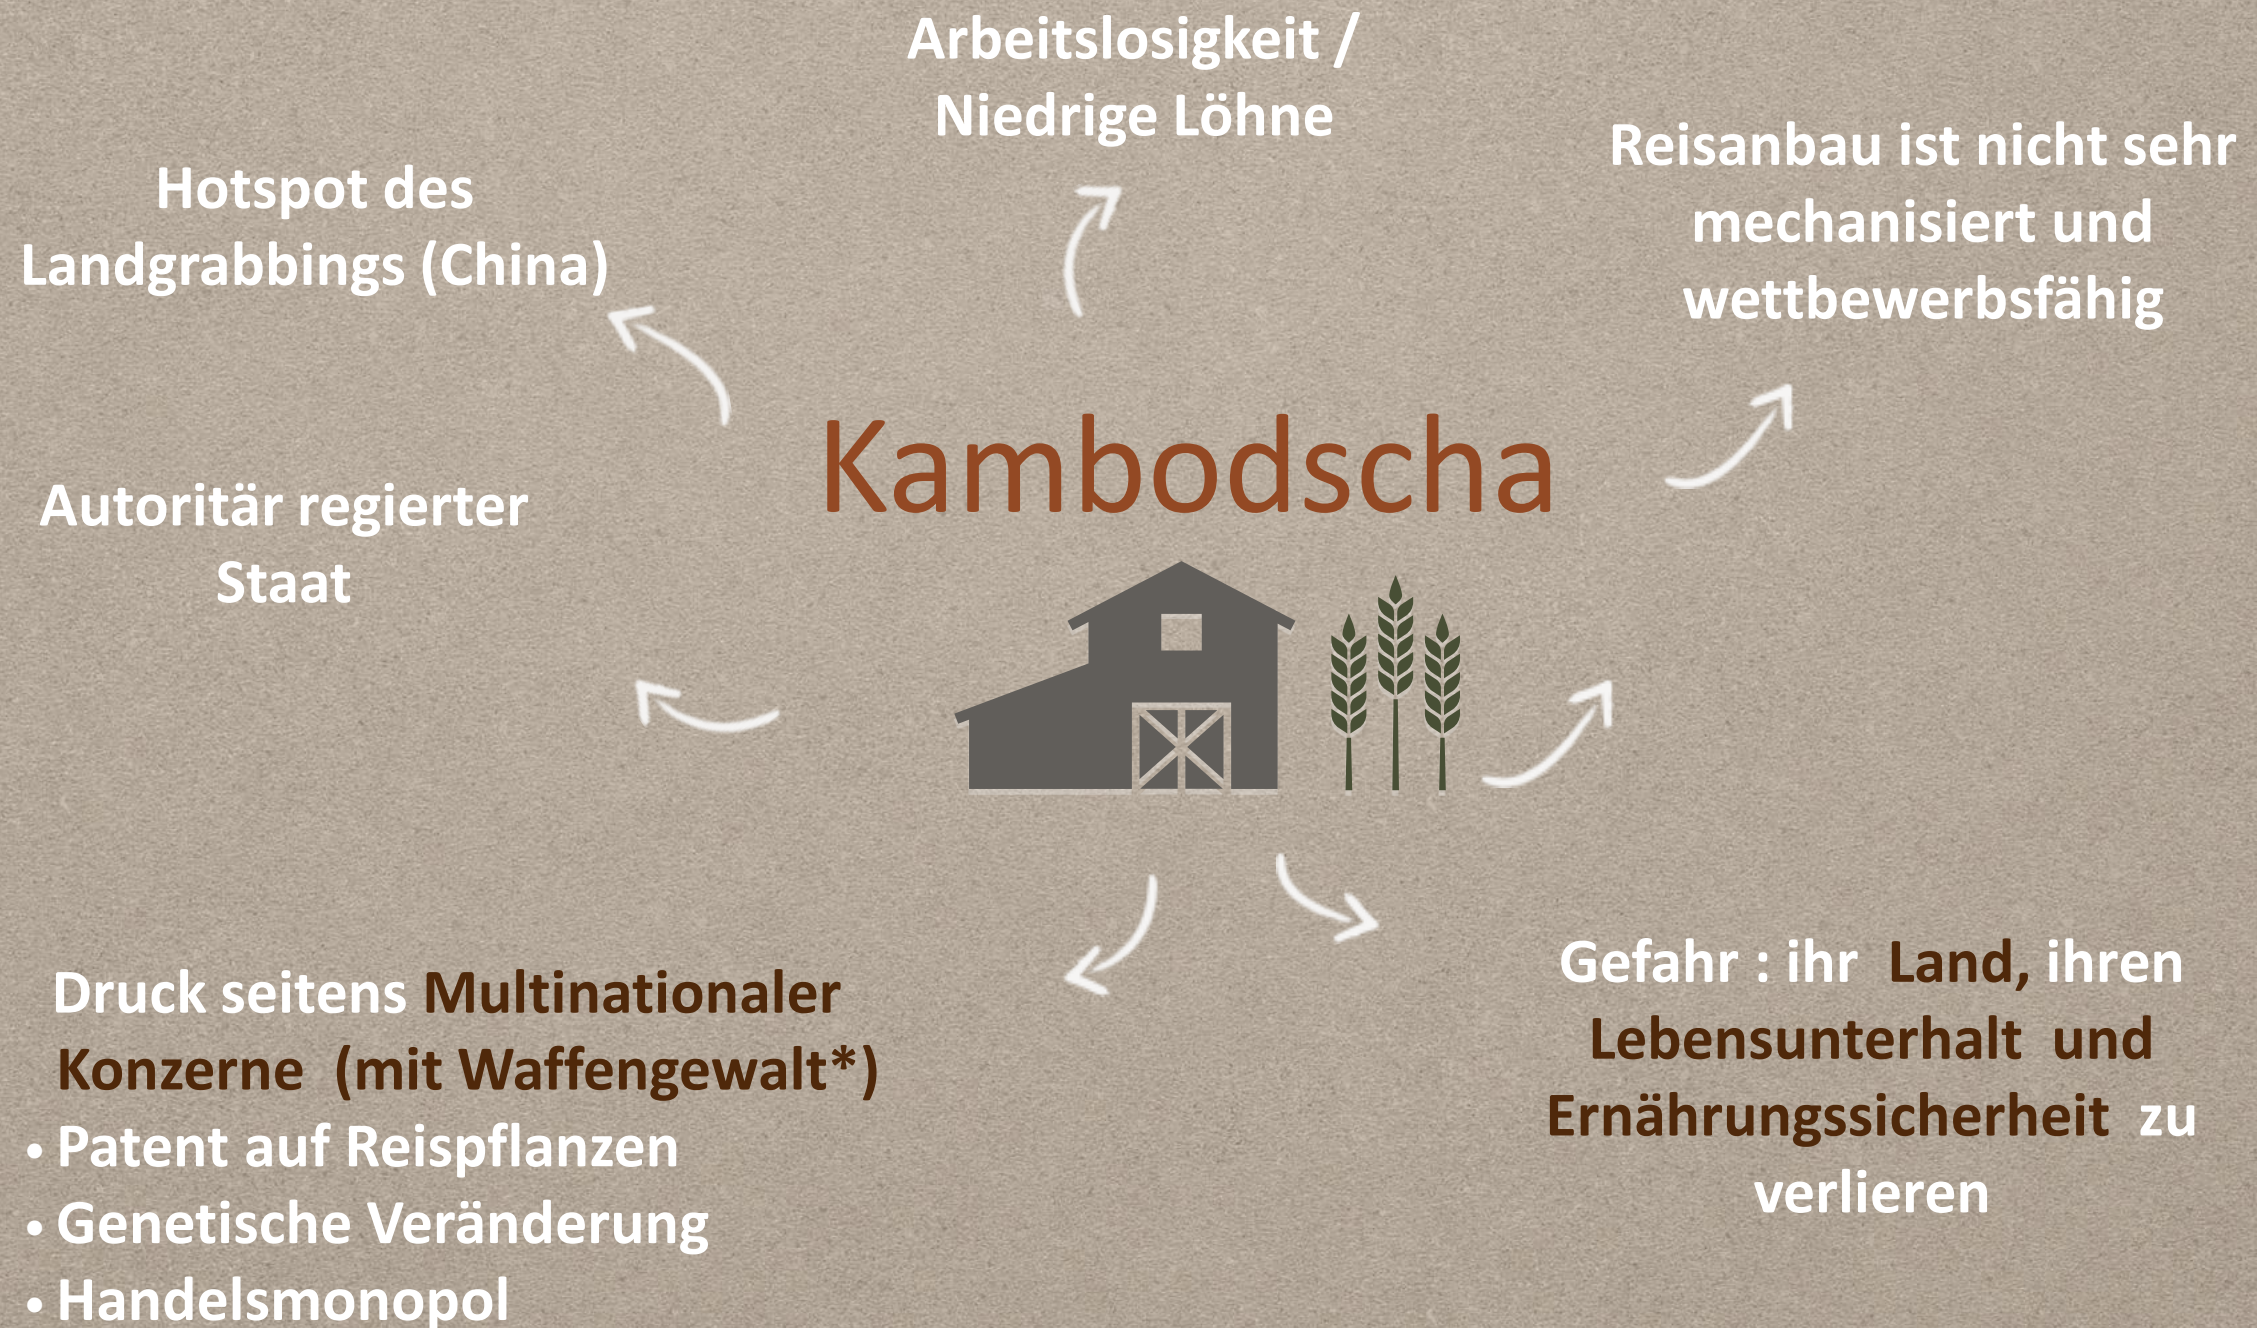 Arbeitslosigkeit /
Niedrige Löhne
Hotspot des
Landgrabbings (China)
Reisanbau ist nicht sehr
mechanisiert und
wettbewerbsfähig
Kambodscha
Autoritär regierter
Staat
Druck seitens Multinationaler
Konzerne (mit Waffengewalt*)
• Patent auf Reispflanzen
• Genetische Veränderung
• Handelsmonopol
Gefahr : ihr Land, ihren
Lebensunterhalt und
Ernährungssicherheit zu
verlieren